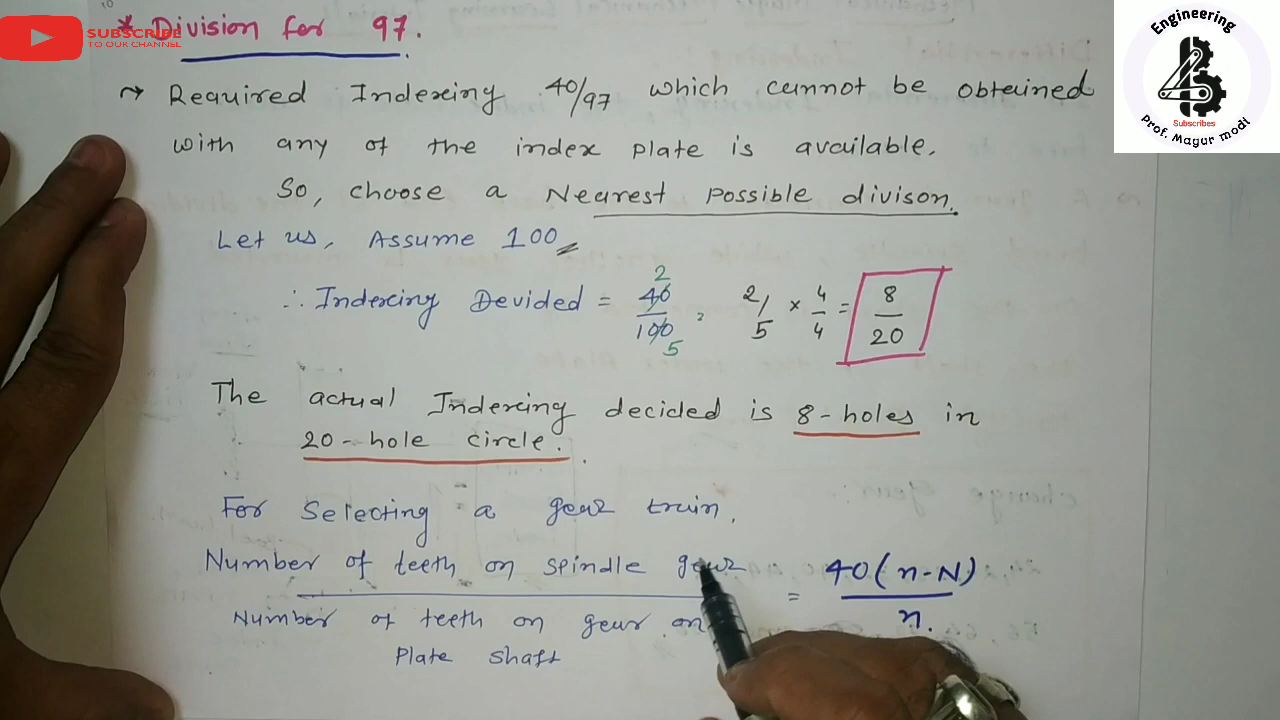 * Division for 97.
SUBSCRIBE
TO OUR CHANNEL
Engineering
Subscribes
Prof. Mayur modi
→ Required Indexing 40/97 which cannot be obtained
with any of the index plate is available.
So, choose a Nearest possible divison.
Let us, Assume 100
∴ Indexing Devided = 40/100 2 5 = 2/5 × 4/4 = 8/20
The actual Indexing decided is 8-holes in
20-hole circle.
For selecting a gear train,
Number of teeth on spindle gear / Number of teeth on gear on Plate shaft = 40(n-N) / n.